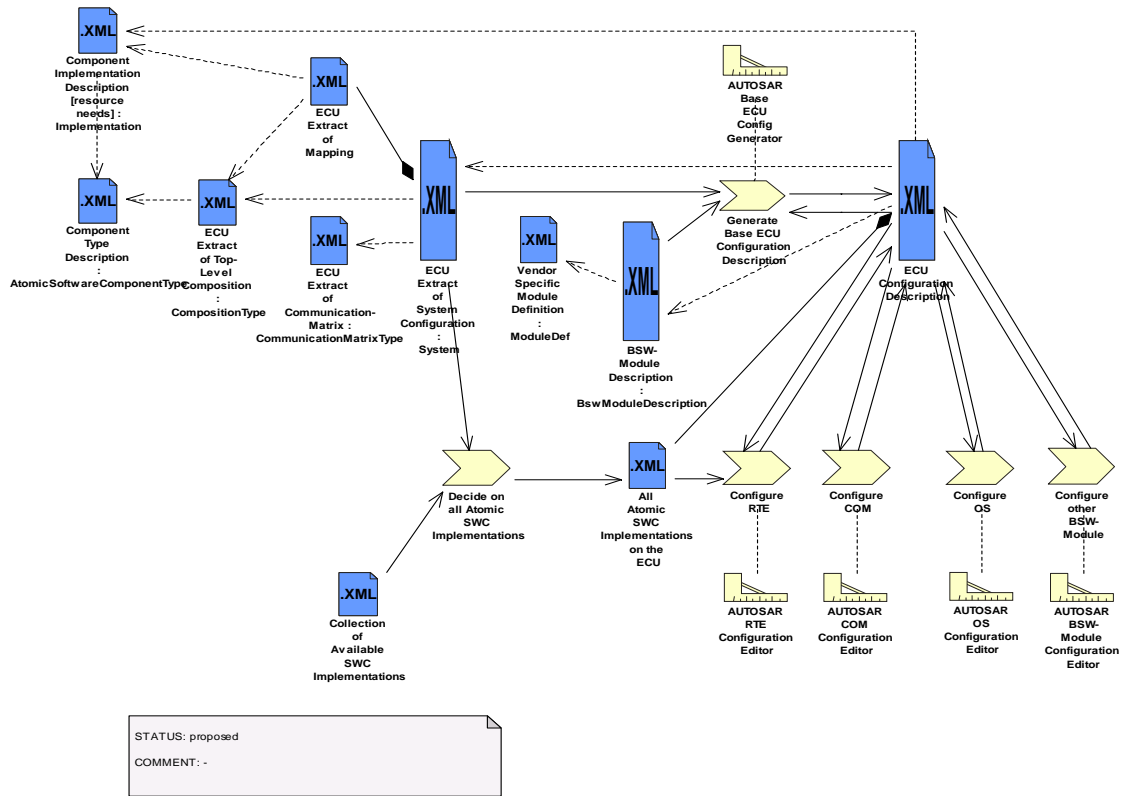 .XML
Component
Implementation
Description
[resource
needs] :
Implementation
.XML
ECU
Extract
of
Mapping
AUTOSAR
Base
ECU
Config
Generator
.XML
Component
Type
Description
:
AtomicSoftwareComponentType
.XML
ECU
Extract
of Top-
Level
Composition :
CompositionType
.XML
ECU
Extract
of
Communication-
Matrix :
CommunicationMatrixType
.XML
ECU
Extract
of
System
Configuration
:
System
.XML
Vendor
Specific
Module
Definition
:
ModuleDef
.XML
BSW-
Module
Description
:
BswModuleDescription
Generate
Base ECU
Configuration
Description
.XML
ECU
Configuration
Description
Decide on
all Atomic
SWC
Implementations
.XML
All
Atomic
SWC
Implementations
on the
ECU
Configure
RTE
Configure
COM
Configure
OS
Configure
other
BSW-
Module
.XML
Collection
of
Available
SWC
Implementations
AUTOSAR
RTE
Configuration
Editor
AUTOSAR
COM
Configuration
Editor
AUTOSAR
OS
Configuration
Editor
AUTOSAR
BSW-
Module
Configuration
Editor
STATUS: proposed
COMMENT: -